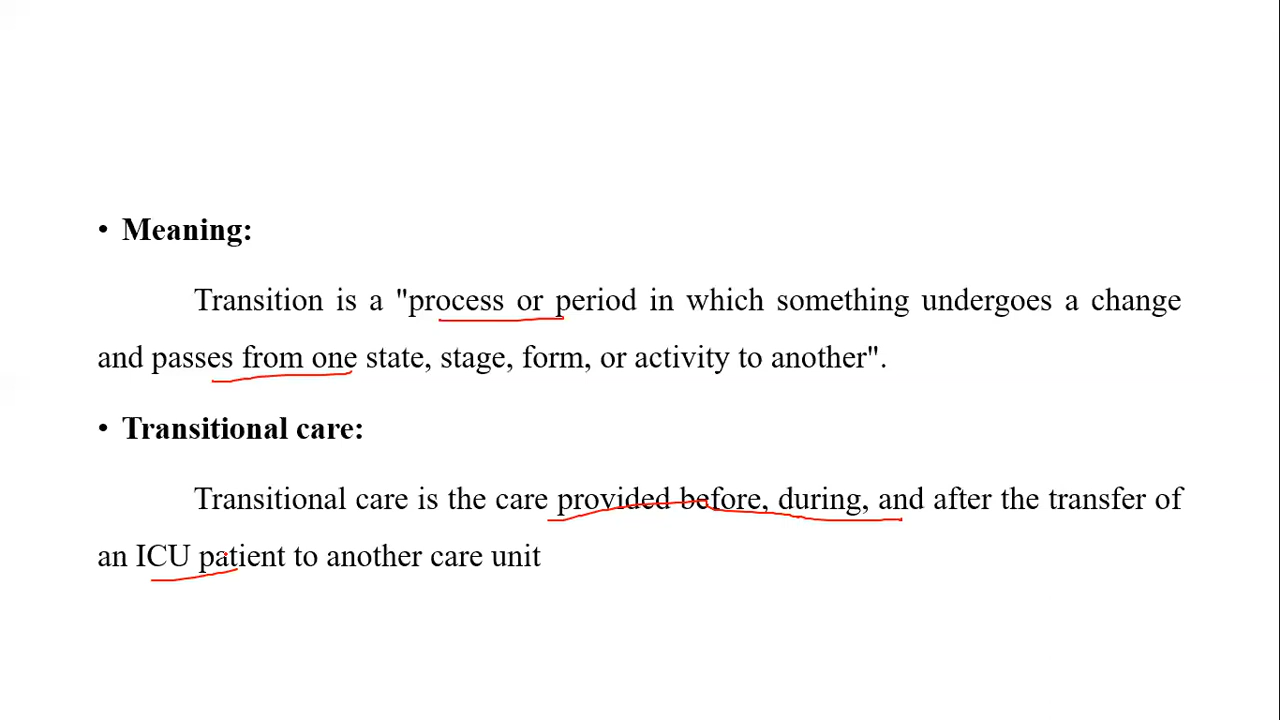 • Meaning:
Transition is a "process or period in which something undergoes a change
and passes from one state, stage, form, or activity to another".
• Transitional care:
Transitional care is the care provided before, during, and after the transfer of
an ICU patient to another care unit